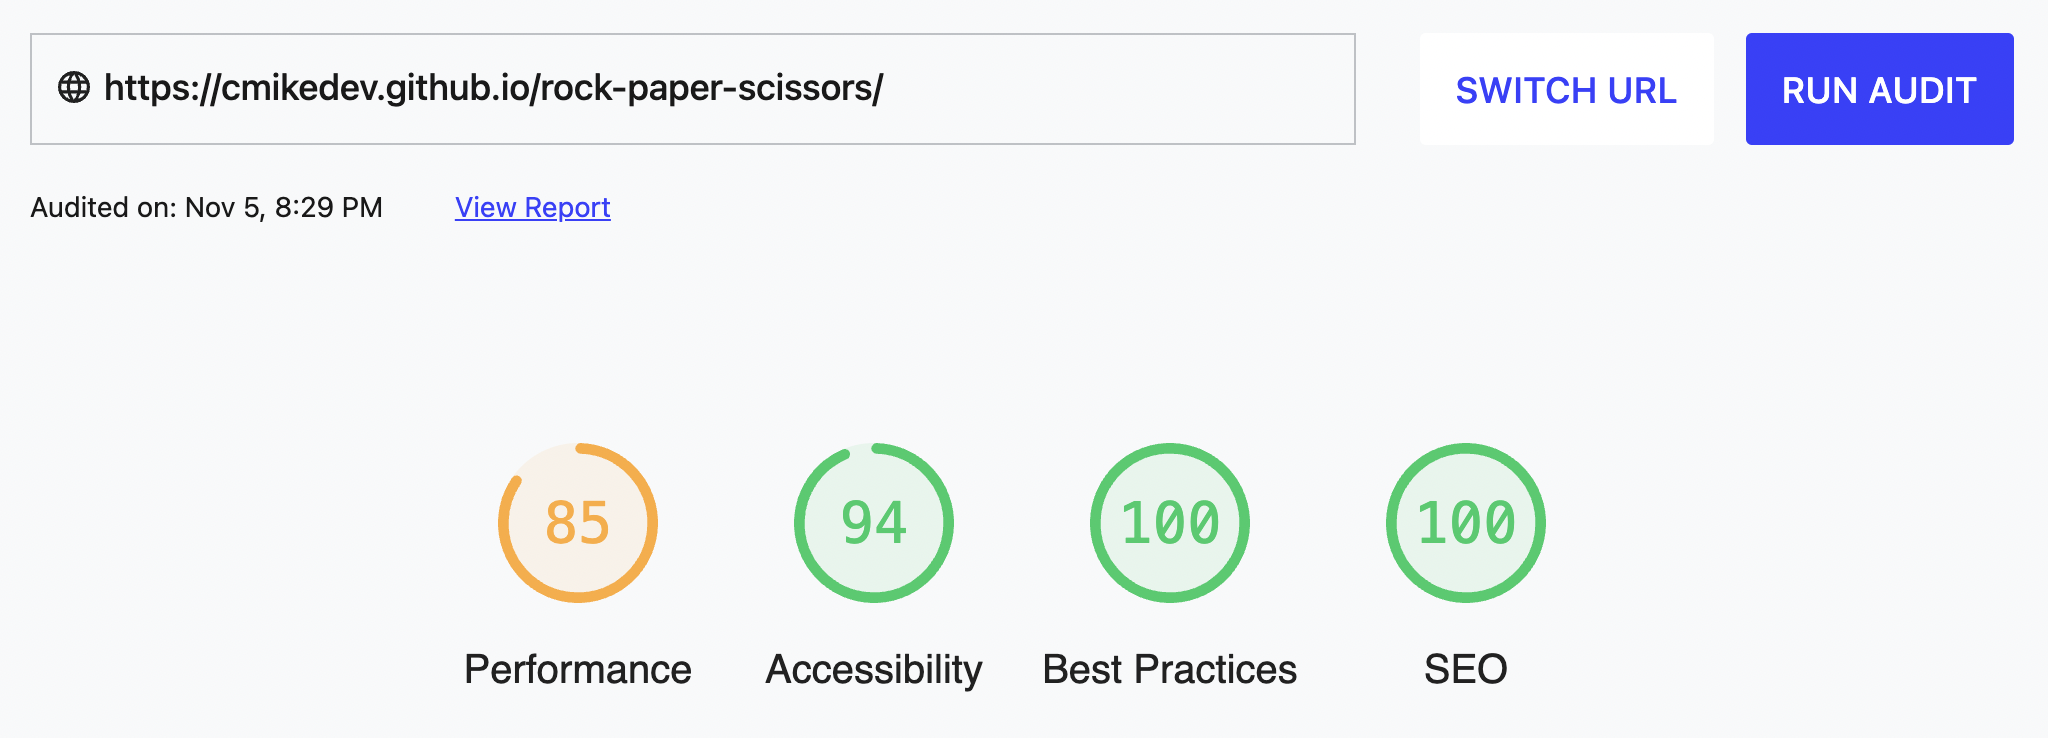 https://cmikedev.github.io/rock-paper-scissors/
SWITCH URL
RUN AUDIT
Audited on: Nov 5, 8:29 PM
View Report
85
94
100
100
Performance
Accessibility
Best Practices
SEO